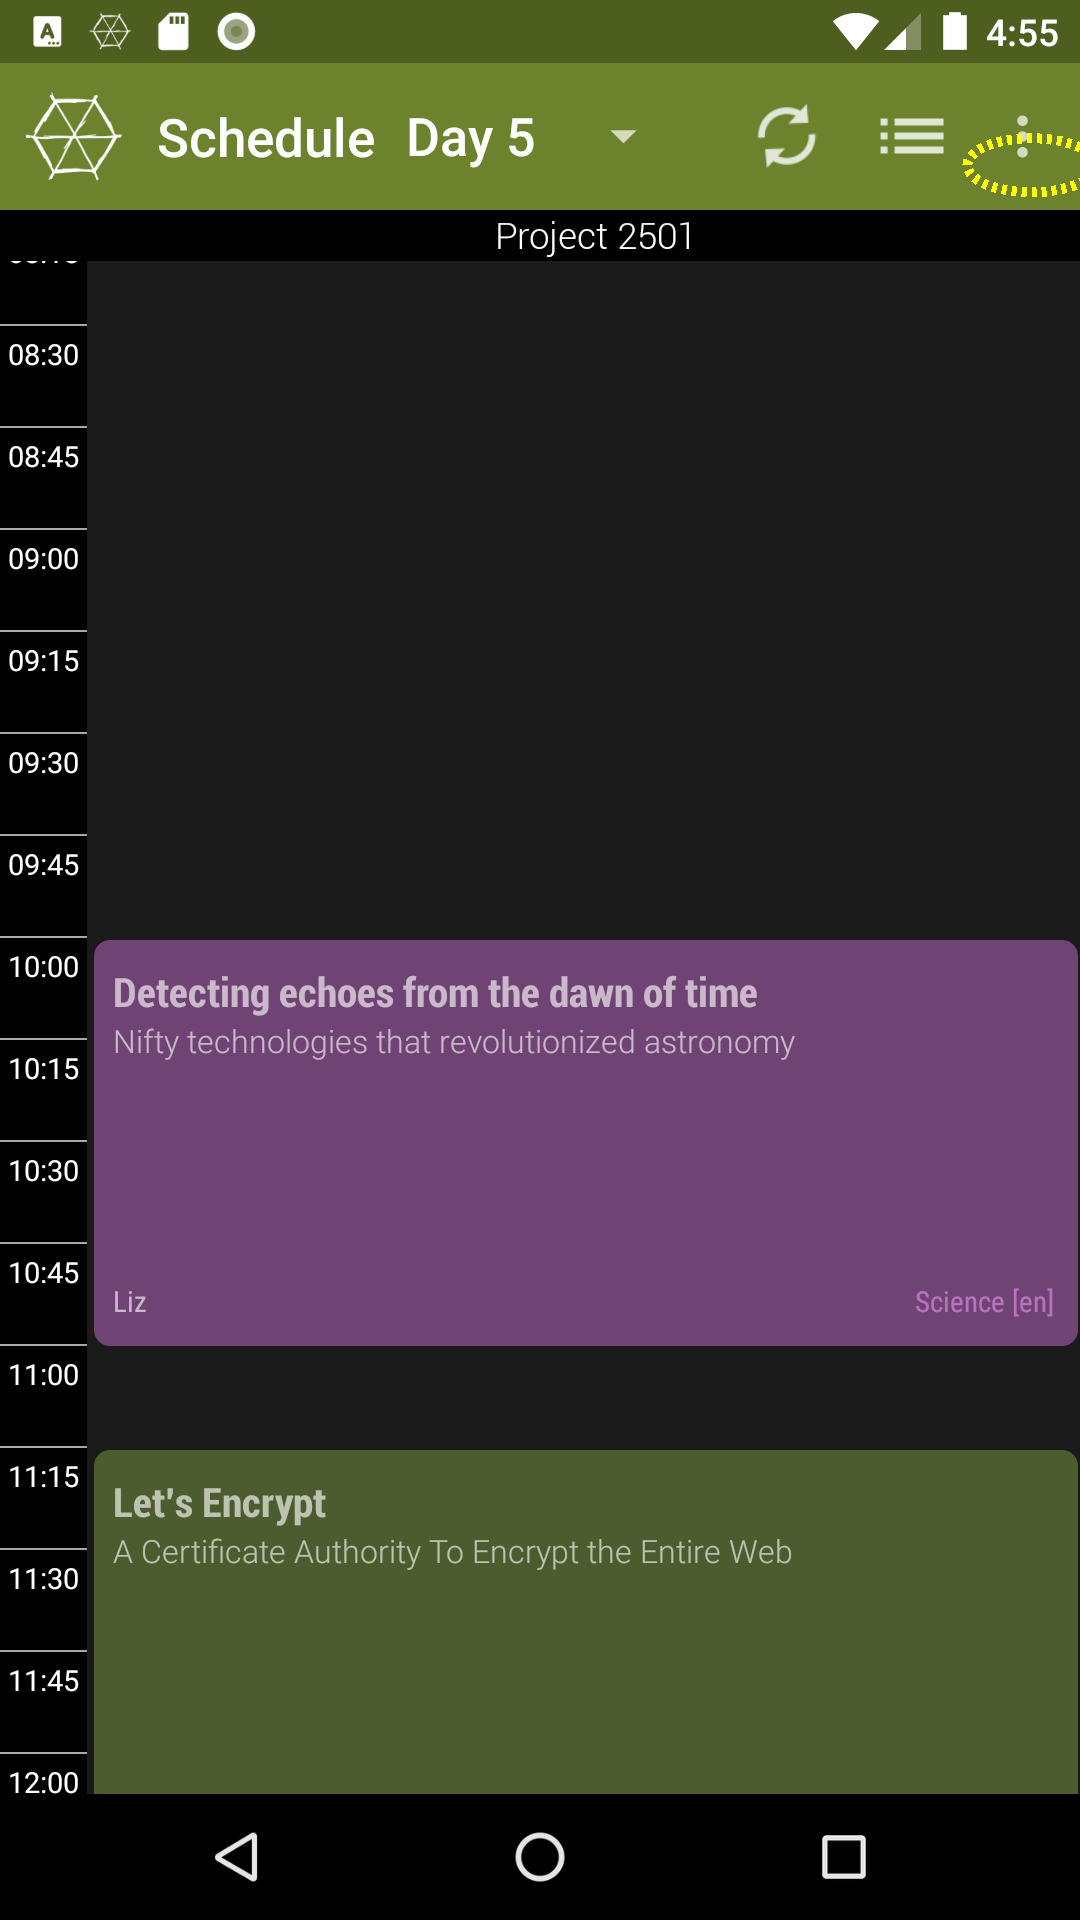 4:55
Schedule Day 5
Project 2501
08:30
08:45
09:00
09:15
09:30
09:45
10:00
Detecting echoes from the dawn of time
Nifty technologies that revolutionized astronomy
10:15
10:30
10:45
Liz
Science [en]
11:00
11:15
Let's Encrypt
A Certificate Authority To Encrypt the Entire Web
11:30
11:45
12:00